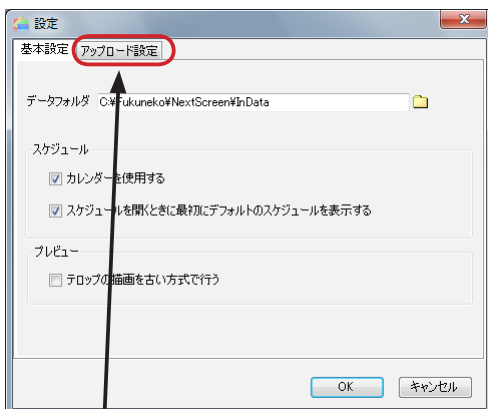 設定
基本設定 アップロード設定
データフォルダ C:¥Fukuneko¥NextScreen¥InData
スケジュール
カレンダーを使用する
スケジュールを開くときに最初にデフォルトのスケジュールを表示する
プレビュー
テロップの描画を古い方式で行う
OK キャンセル